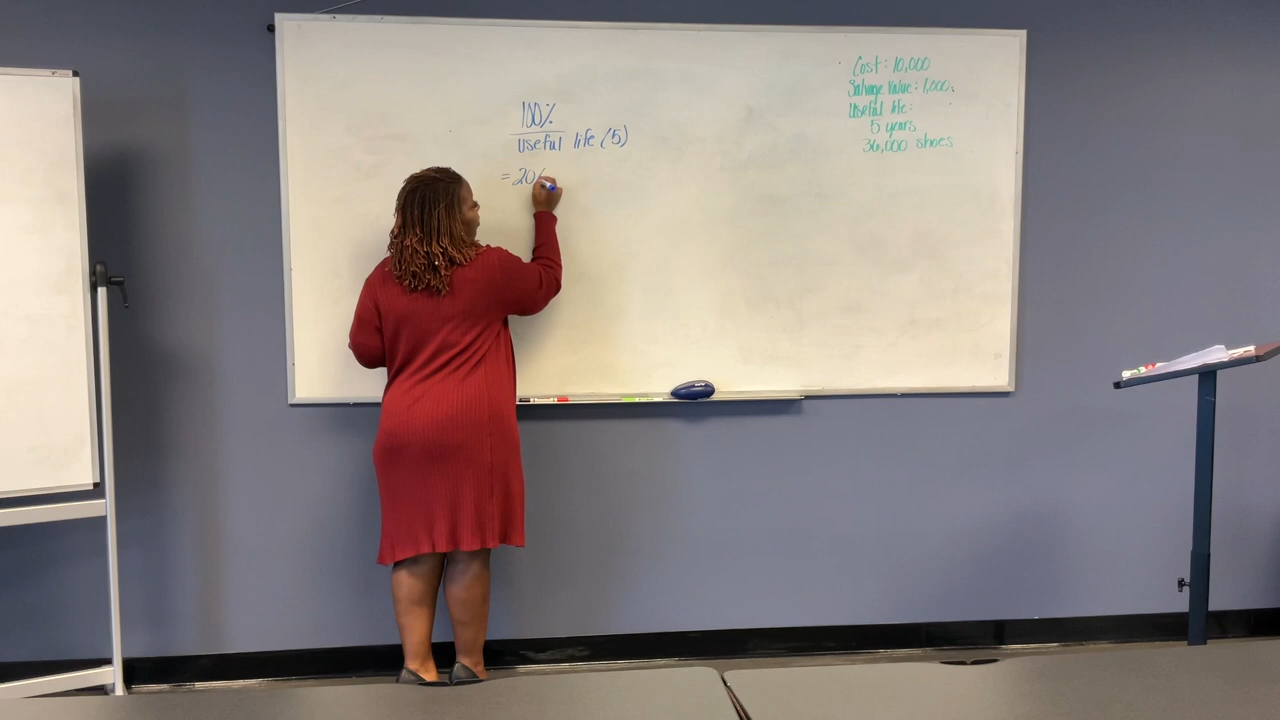 100%
Useful life (5)
= 20
Cost: 10,000
Salvage Value: 1,000
Useful life:
5 years
36,000 shoes